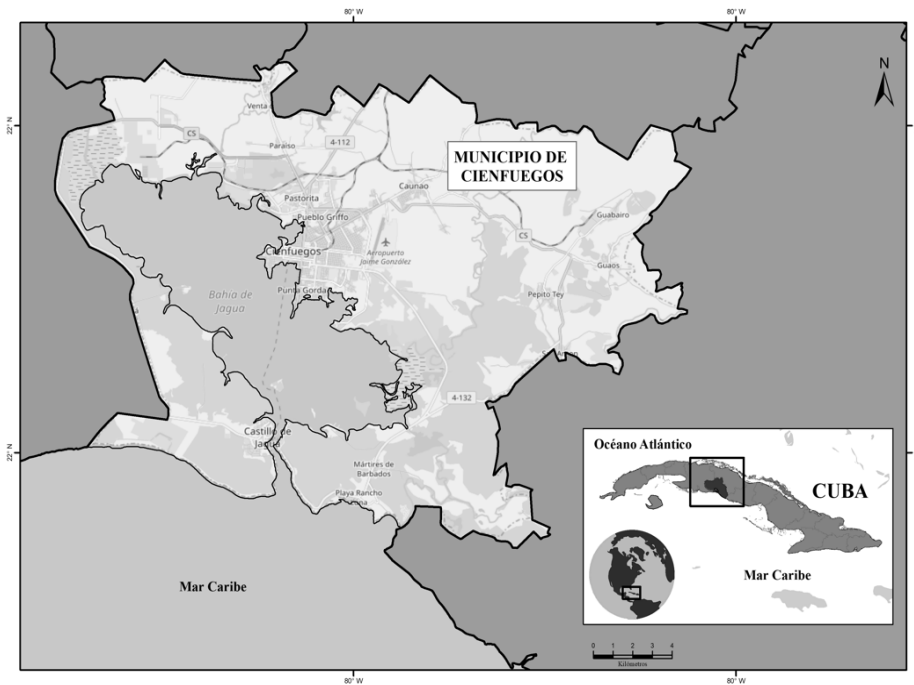 80° W
80° W
N
22° N
22° N
Venta
C5
4-112
Paraíso
MUNICIPIO DE
CIENFUEGOS
Caunao
Pastorita
Pueblo Griffo
Guabairo
C5
Cienfuegos
Aeropuerto
Jaime González
Guaos
Bahía de
Jagua
Punta Gorda
Pepito Tey
4-132
Castillo de
Jagua
Mártires de
Barbados
Playa Rancho
Mar Caribe
Océano Atlántico
CUBA
Mar Caribe
0 1 2 3 4
Kilómetros
80° W
80° W